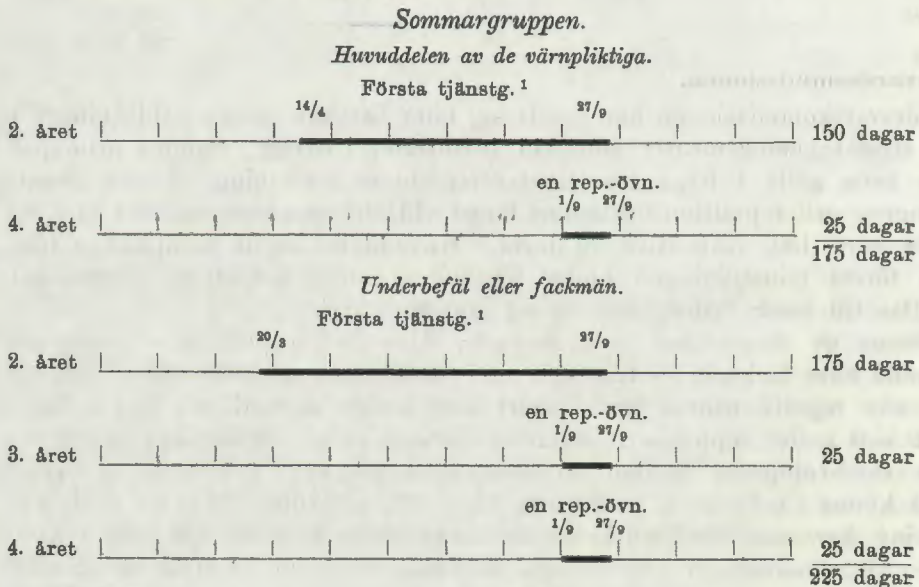 Sommargruppen.
Huvuddelen av de värnpliktiga.
Första tjänstg. ¹
14/4 27/9
2. året 150 dagar
en rep.-övn.
1/9 27/9
4. året 25 dagar
175 dagar
Underbefäl eller fackmän.
Första tjänstg. ¹
20/3 27/9
2. året 175 dagar
en rep.-övn.
1/9 27/9
3. året 25 dagar
en rep.-övn.
1/9 27/9
4. året 25 dagar
225 dagar